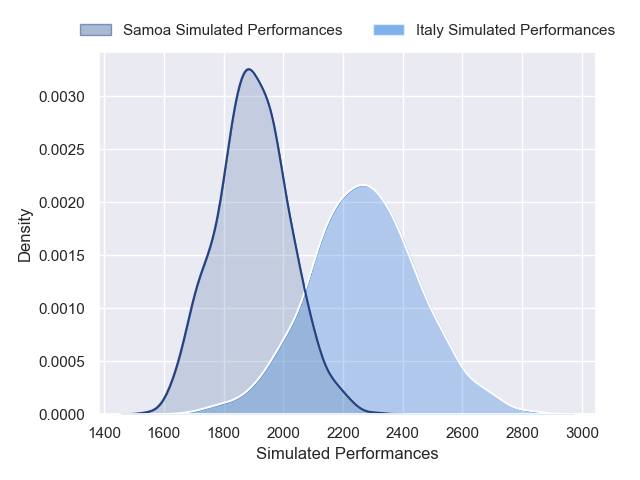 Samoa Simulated Performances
Italy Simulated Performances
0.0030
0.0025
0.0020
0.0015
0.0010
0.0005
0.0000
Density
1400 1600 1800 2000 2200 2400 2600 2800 3000
Simulated Performances